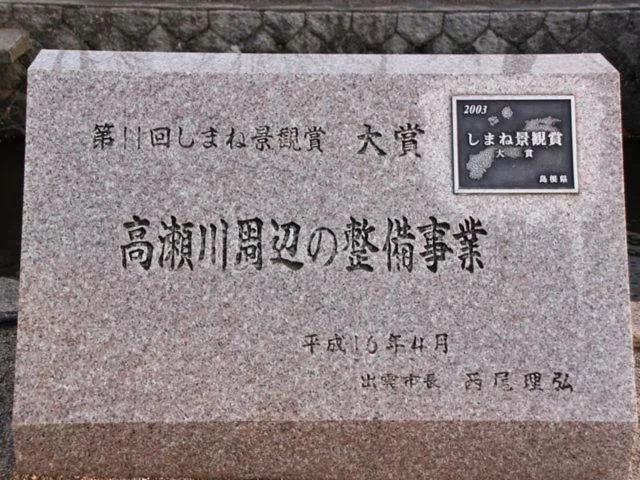 第11回しまね景観賞 大賞
2003
しまね景観賞
大賞
島根県
高瀬川周辺の整備事業
平成16年4月
出雲市長 西尾理弘